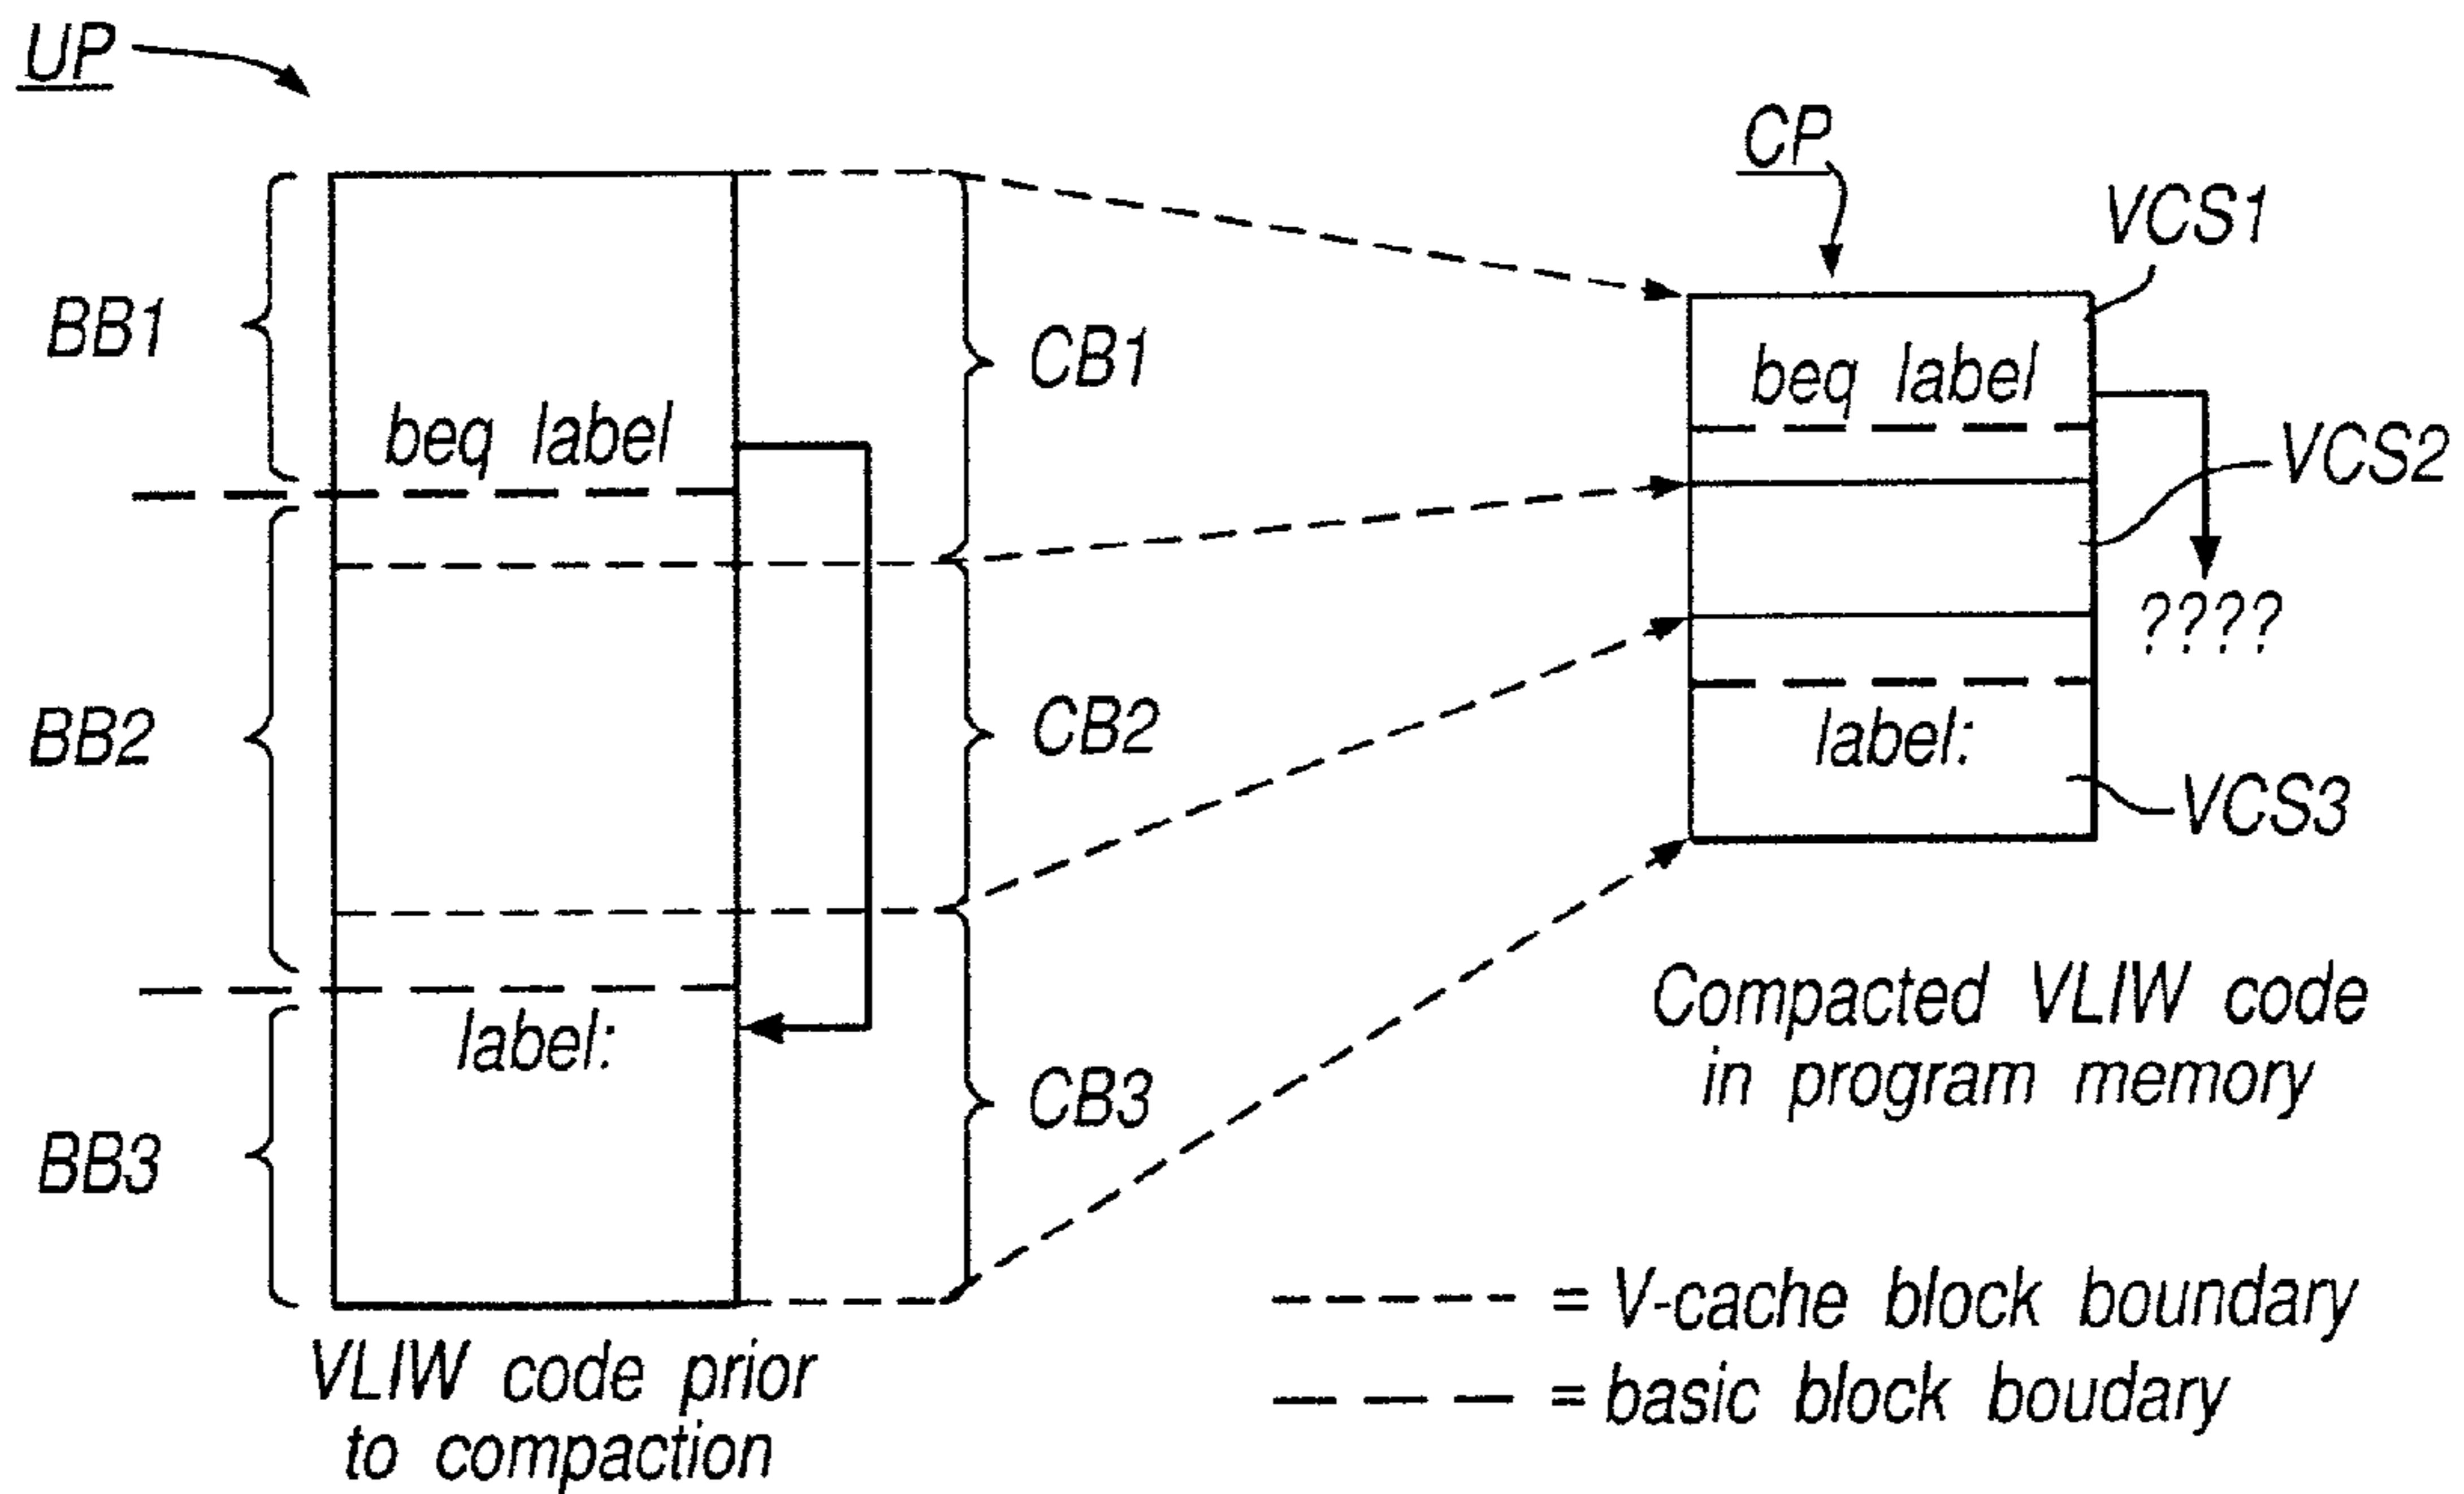 UP
CP
VCS1
BB1
CB1
beq label
beq label
VCS2
????
BB2
CB2
label:
VCS3
label:
Compacted VLIW code
in program memory
BB3
CB3
= V-cache block boundary
VLIW code prior
to compaction
= basic block boudary